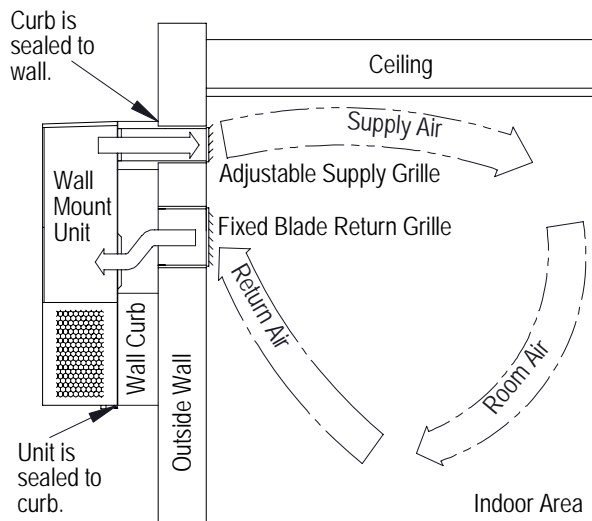 Curb is
sealed to
wall.
Ceiling
Supply Air
Adjustable Supply Grille
Wall
Mount
Unit
Fixed Blade Return Grille
Return Air
Room Air
Wall Curb
Outside Wall
Unit is
sealed to
curb.
Indoor Area